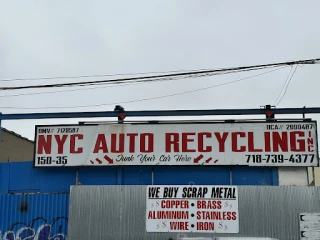 DMV# 7128587
DCA# 2099487
NYC AUTO RECYCLING INC
150-35
Junk Your Car Here
718-739-4377
WE BUY SCRAP METAL
COPPER • BRASS
ALUMINUM • STAINLESS
WIRE • IRON